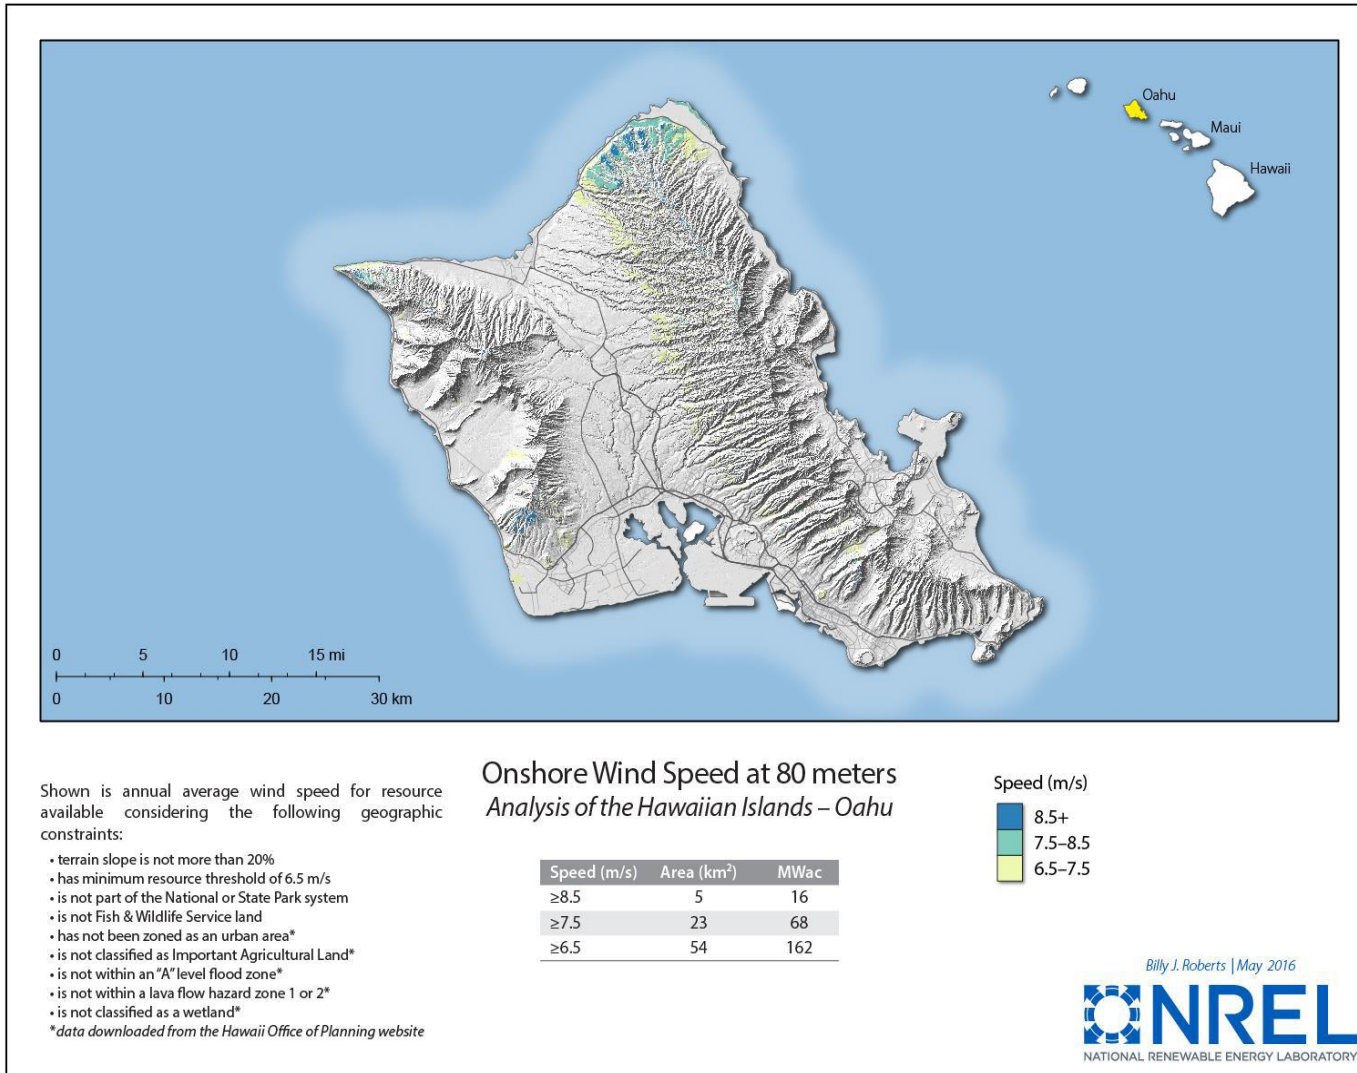 Oahu
Maui
Hawaii
0 5 10 15 mi
0 10 20 30 km
Shown is annual average wind speed for resource
available considering the following geographic
constraints:
• terrain slope is not more than 20%
• has minimum resource threshold of 6.5 m/s
• is not part of the National or State Park system
• is not Fish & Wildlife Service land
• has not been zoned as an urban area*
• is not classified as Important Agricultural Land*
• is not within an "A" level flood zone*
• is not within a lava flow hazard zone 1 or 2*
• is not classified as a wetland*
*data downloaded from the Hawaii Office of Planning website
Onshore Wind Speed at 80 meters
Analysis of the Hawaiian Islands – Oahu
Speed (m/s) Area (km²) MWac
≥8.5 5 16
≥7.5 23 68
≥6.5 54 162
Speed (m/s)
8.5+
7.5–8.5
6.5–7.5
Billy J. Roberts | May 2016
NREL
NATIONAL RENEWABLE ENERGY LABORATORY